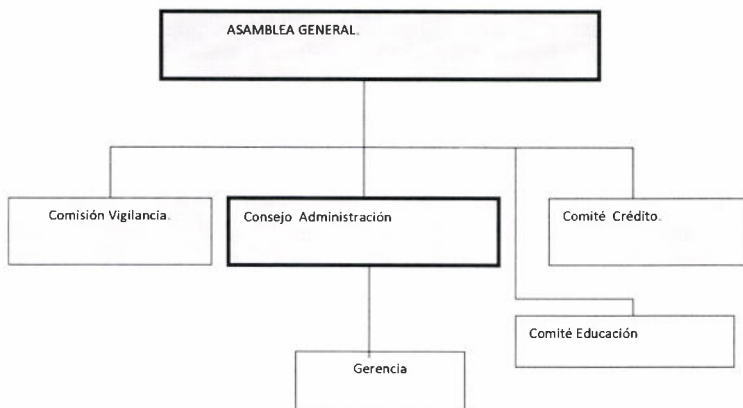 ASAMBLEA GENERAL.
Comisión Vigilancia.
Consejo Administración
Comité Crédito.
Comité Educación
Gerencia